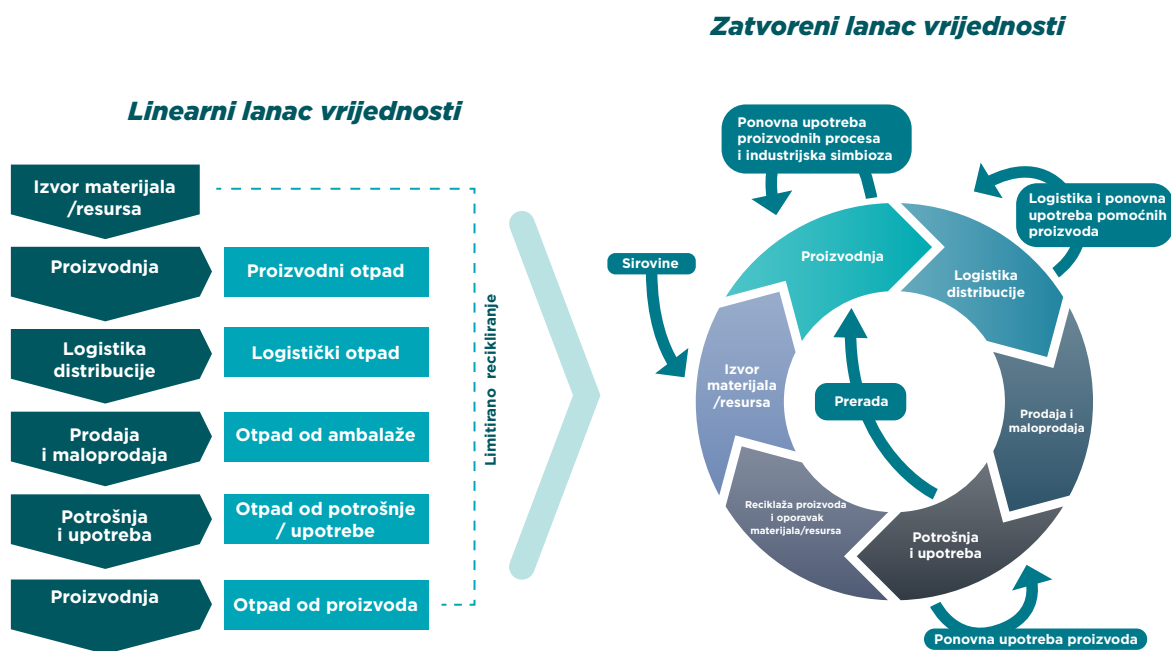 Zatvoreni lanac vrijednosti
Linearni lanac vrijednosti
Izvor materijala
/resursa
Proizvodnja
Proizvodni otpad
Logistika
distribucije
Logistički otpad
Prodaja
i maloprodaja
Otpad od ambalaže
Potrošnja
i upotreba
Otpad od potrošnje
/ upotrebe
Proizvodnja
Otpad od proizvoda
Limitirano recikliranje
Ponovna upotreba
proizvodnih procesa
i industrijska simbioza
Logistika i ponovna
upotreba pomoćnih
proizvoda
Sirovine
Proizvodnja
Logistika
distribucije
Izvor
materijala
/resursa
Prerada
Prodaja i
maloprodaja
Reciklaža proizvoda
i oporavak
materijala/resursa
Potrošnja
i upotreba
Ponovna upotreba proizvoda